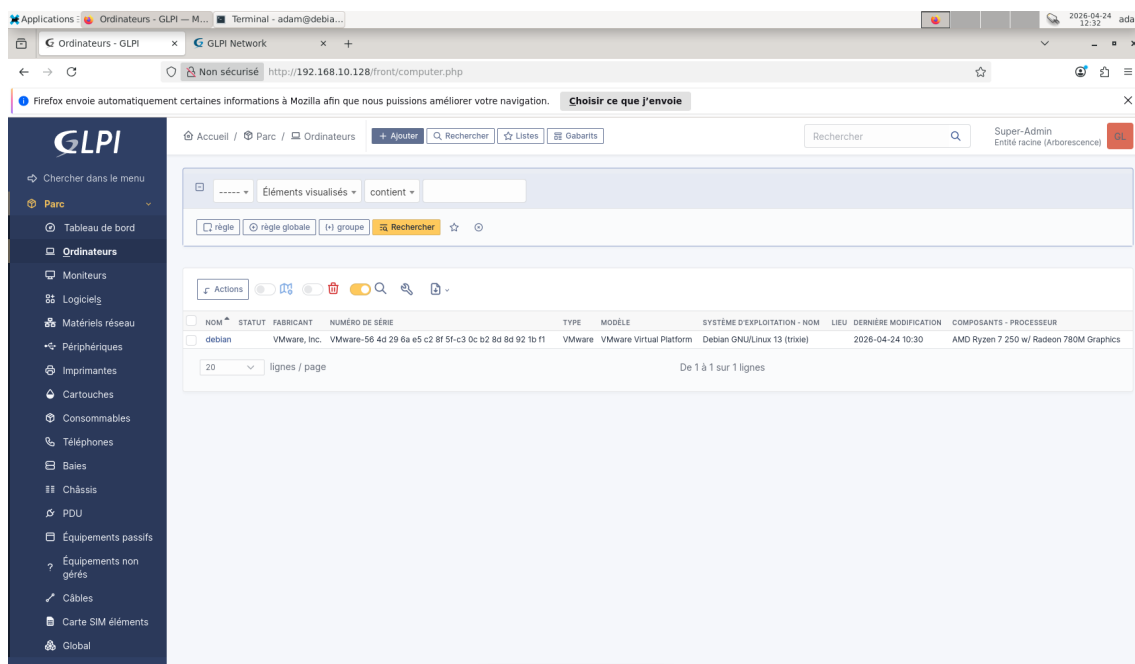 Applications
Ordinateurs - GLPI — M...
Terminal - adam@debia...
2026-04-24
12:32
ada
Ordinateurs - GLPI
GLPI Network
Non sécurisé http://192.168.10.128/front/computer.php
Firefox envoie automatiquement certaines informations à Mozilla afin que nous puissions améliorer votre navigation. Choisir ce que j'envoie
GLPI
Accueil / Parc / Ordinateurs
+ Ajouter
Rechercher
Listes
Gabarits
Rechercher
Super-Admin
Entité racine (Arborescence)
GL
Chercher dans le menu
Parc
Tableau de bord
Ordinateurs
Moniteurs
Logiciels
Matériels réseau
Périphériques
Imprimantes
Cartouches
Consommables
Téléphones
Baies
Châssis
PDU
Équipements passifs
Équipements non
gérés
Câbles
Carte SIM éléments
Global
----- Éléments visualisés contient
règle règle globale (+) groupe Rechercher
Actions
NOM STATUT FABRICANT NUMÉRO DE SÉRIE TYPE MODÈLE SYSTÈME D'EXPLOITATION - NOM LIEU DERNIÈRE MODIFICATION COMPOSANTS - PROCESSEUR
debian VMware, Inc. VMware-56 4d 29 6a e5 c2 8f 5f-c3 0c b2 8d 8d 92 1b f1 VMware VMware Virtual Platform Debian GNU/Linux 13 (trixie) 2026-04-24 10:30 AMD Ryzen 7 250 w/ Radeon 780M Graphics
20 lignes / page
De 1 à 1 sur 1 lignes